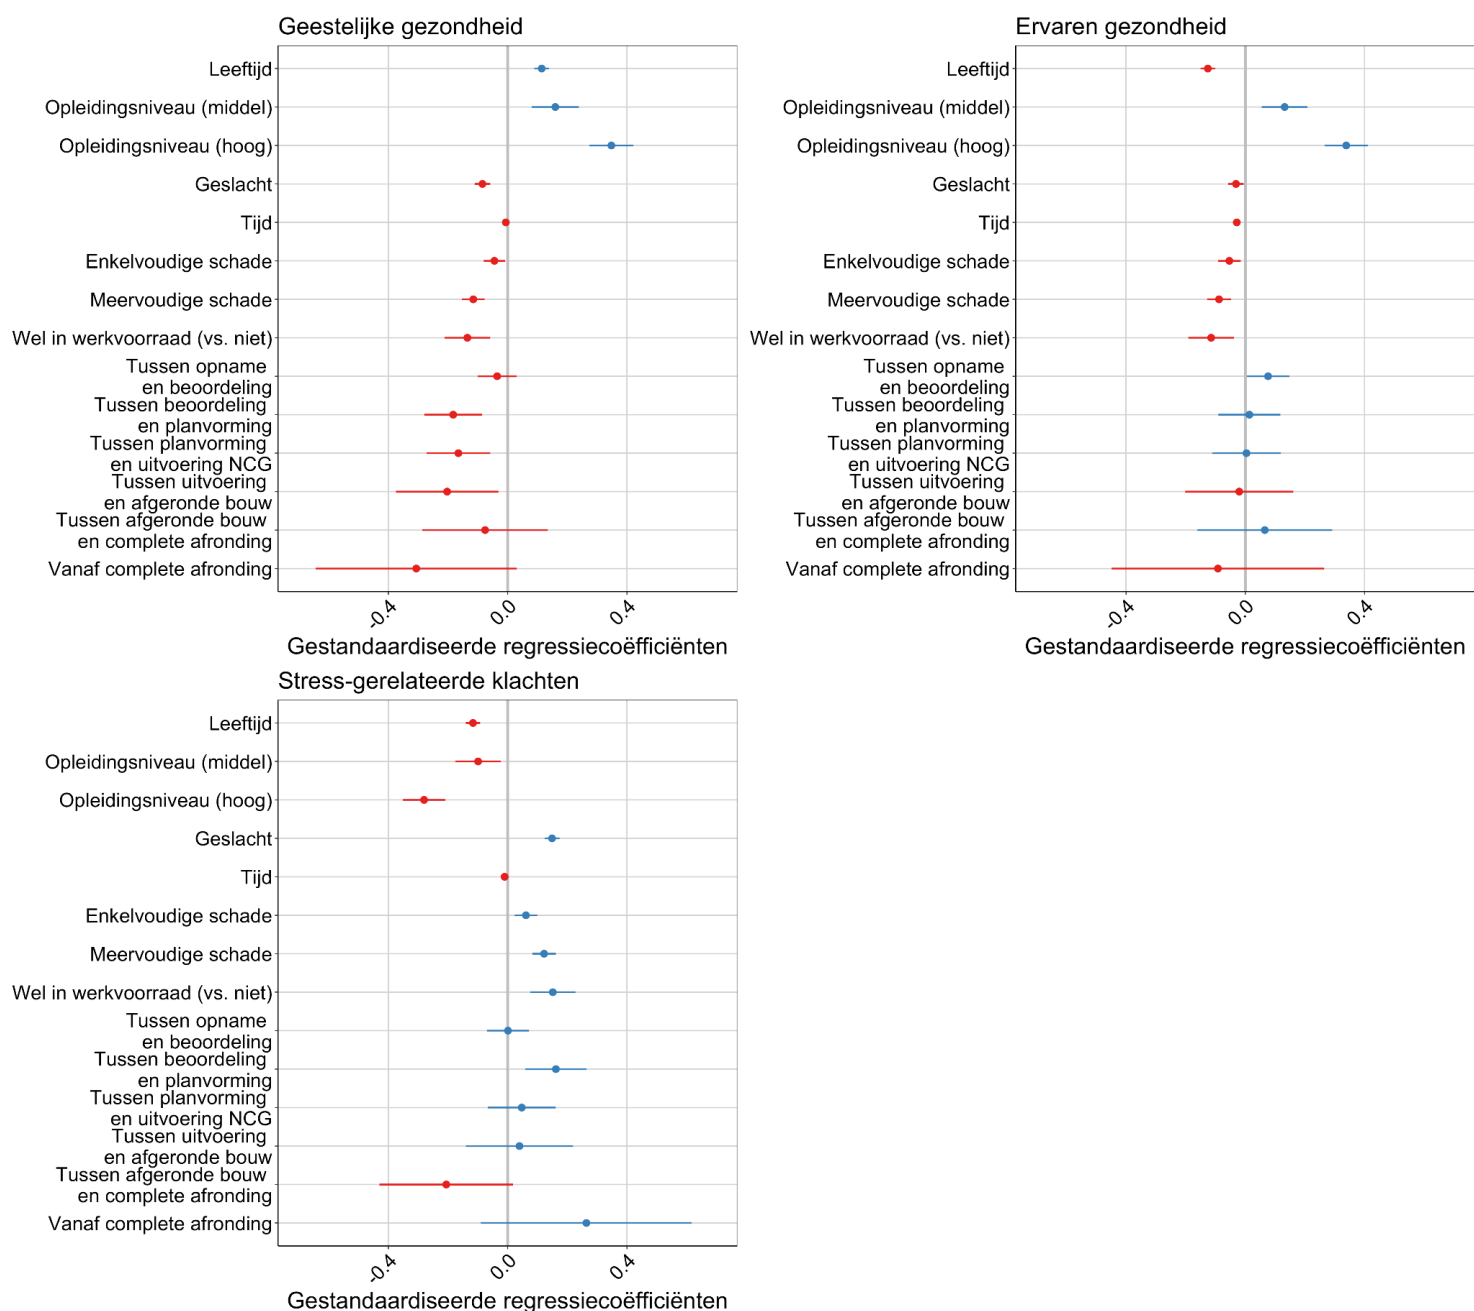 Geestelijke gezondheid
Leeftijd
Opleidingsniveau (middel)
Opleidingsniveau (hoog)
Geslacht
Tijd
Enkelvoudige schade
Meervoudige schade
Wel in werkvoorraad (vs. niet)
Tussen opname
en beoordeling
Tussen beoordeling
en planvorming
Tussen planvorming
en uitvoering NCG
Tussen uitvoering
en afgeronde bouw
Tussen afgeronde bouw
en complete afronding
Vanaf complete afronding
-0.4
0.0
0.4
Gestandaardiseerde regressiecoëfficiënten
Ervaren gezondheid
Leeftijd
Opleidingsniveau (middel)
Opleidingsniveau (hoog)
Geslacht
Tijd
Enkelvoudige schade
Meervoudige schade
Wel in werkvoorraad (vs. niet)
Tussen opname
en beoordeling
Tussen beoordeling
en planvorming
Tussen planvorming
en uitvoering NCG
Tussen uitvoering
en afgeronde bouw
Tussen afgeronde bouw
en complete afronding
Vanaf complete afronding
-0.4
0.0
0.4
Gestandaardiseerde regressiecoëfficiënten
Stress-gerelateerde klachten
Leeftijd
Opleidingsniveau (middel)
Opleidingsniveau (hoog)
Geslacht
Tijd
Enkelvoudige schade
Meervoudige schade
Wel in werkvoorraad (vs. niet)
Tussen opname
en beoordeling
Tussen beoordeling
en planvorming
Tussen planvorming
en uitvoering NCG
Tussen uitvoering
en afgeronde bouw
Tussen afgeronde bouw
en complete afronding
Vanaf complete afronding
-0.4
0.0
0.4
Gestandaardiseerde regressiecoëfficiënten